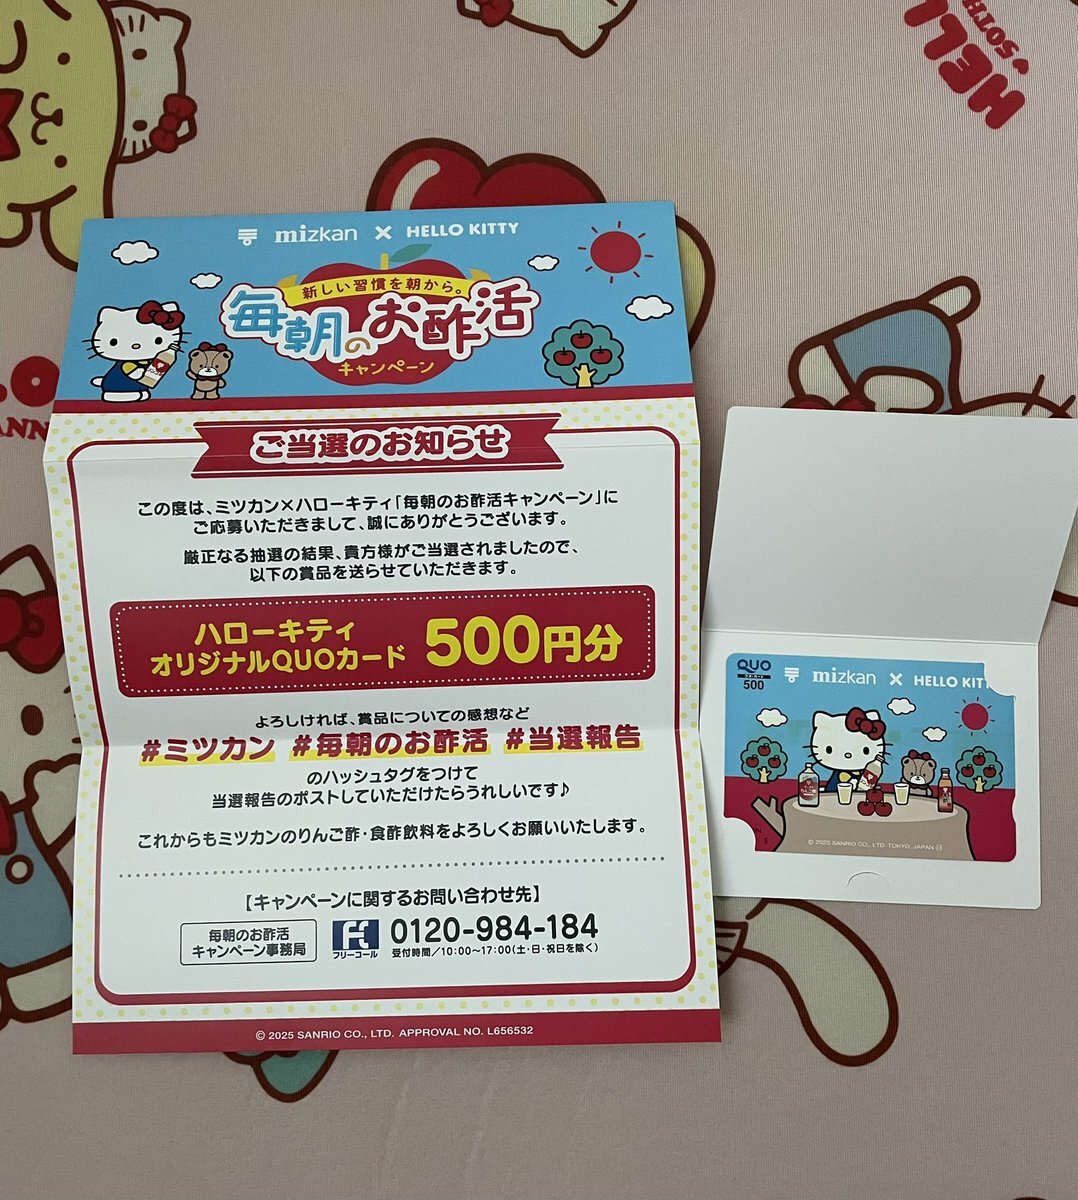 HELL
50TH
mizkan × HELLO KITTY
新しい習慣を朝から。
毎朝のお酢活
キャンペーン
ご当選のお知らせ
この度は、ミツカン×ハローキティ「毎朝のお酢活キャンペーン」に
ご応募いただきまして、誠にありがとうございます。
厳正なる抽選の結果、貴方様がご当選されましたので、
以下の賞品を送らせていただきます。
ハローキティ
オリジナルQUOカード 500円分
よろしければ、賞品についての感想など
#ミツカン #毎朝のお酢活 #当選報告
のハッシュタグをつけて
当選報告のポストしていただけたらうれしいです♪
これからもミツカンのりんご酢・食酢飲料をよろしくお願いいたします。
【キャンペーンに関するお問い合わせ先】
毎朝のお酢活
キャンペーン事務局
フリーコール
0120-984-184
受付時間/10:00〜17:00(土・日・祝日を除く)
© 2025 SANRIO CO., LTD. APPROVAL NO. L656532
QUO
クオ・カード
500
mizkan × HELLO KIT
© 2025 SANRIO CO., LTD. TOKYO, JAPAN Ⓗ